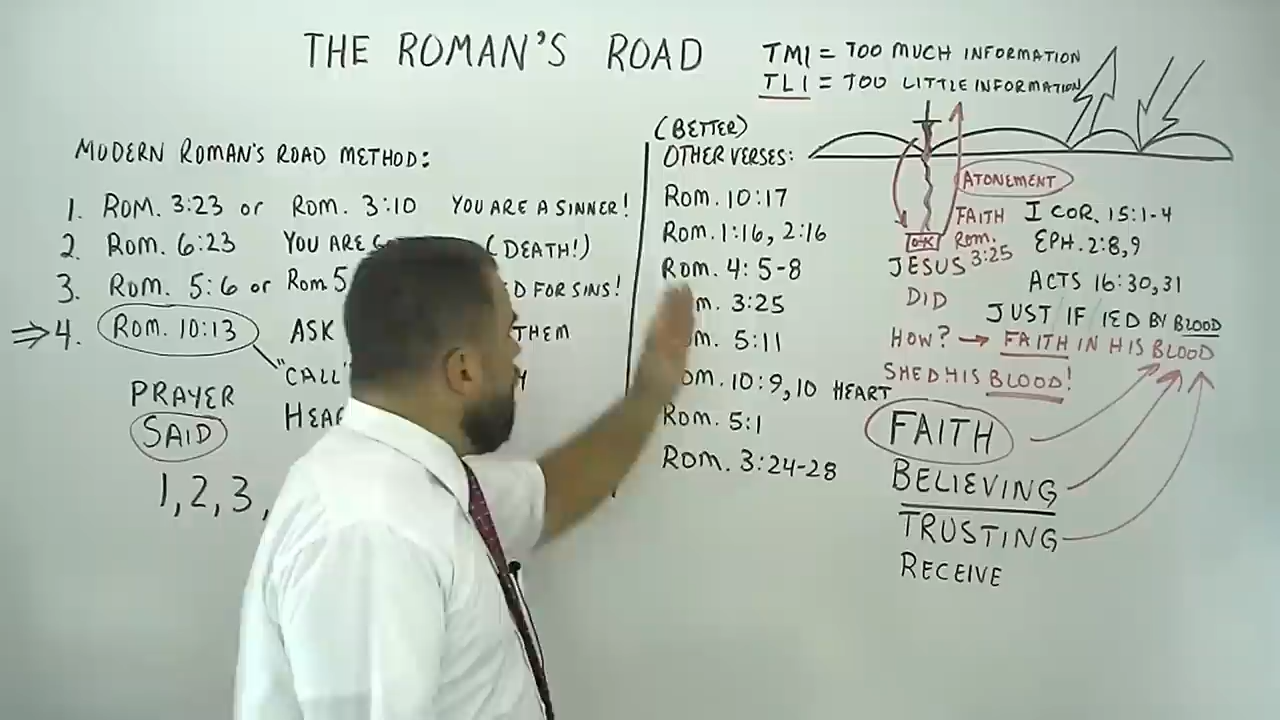 THE ROMAN'S ROAD
TMI = TOO MUCH INFORMATION
TLI = TOO LITTLE INFORMATION
MODERN ROMAN'S ROAD METHOD:
1. ROM. 3:23 or Rom. 3:10 YOU ARE A SINNER!
2. Rom. 6:23 YOU ARE (DEATH!)
3. Rom. 5:6 or Rom 5 FOR SINS!
⇒ 4. Rom. 10:13 ASK THEM
"CALL"
PRAYER
SAID
1, 2, 3,
(BETTER)
OTHER VERSES:
Rom. 10:17
Rom. 1:16, 2:16
Rom. 4: 5-8
3:25
5:11
10:9,10 HEART
Rom. 5:1
Rom. 3:24-28
ATONEMENT
FAITH
Rom.
3:25
I COR. 15:1-4
EPH. 2:8,9
ACTS 16:30,31
JESUS
DID
JUST IF IED BY BLOOD
HOW? → FAITH IN HIS BLOOD
SHED HIS BLOOD!
FAITH
BELIEVING
TRUSTING
RECEIVE